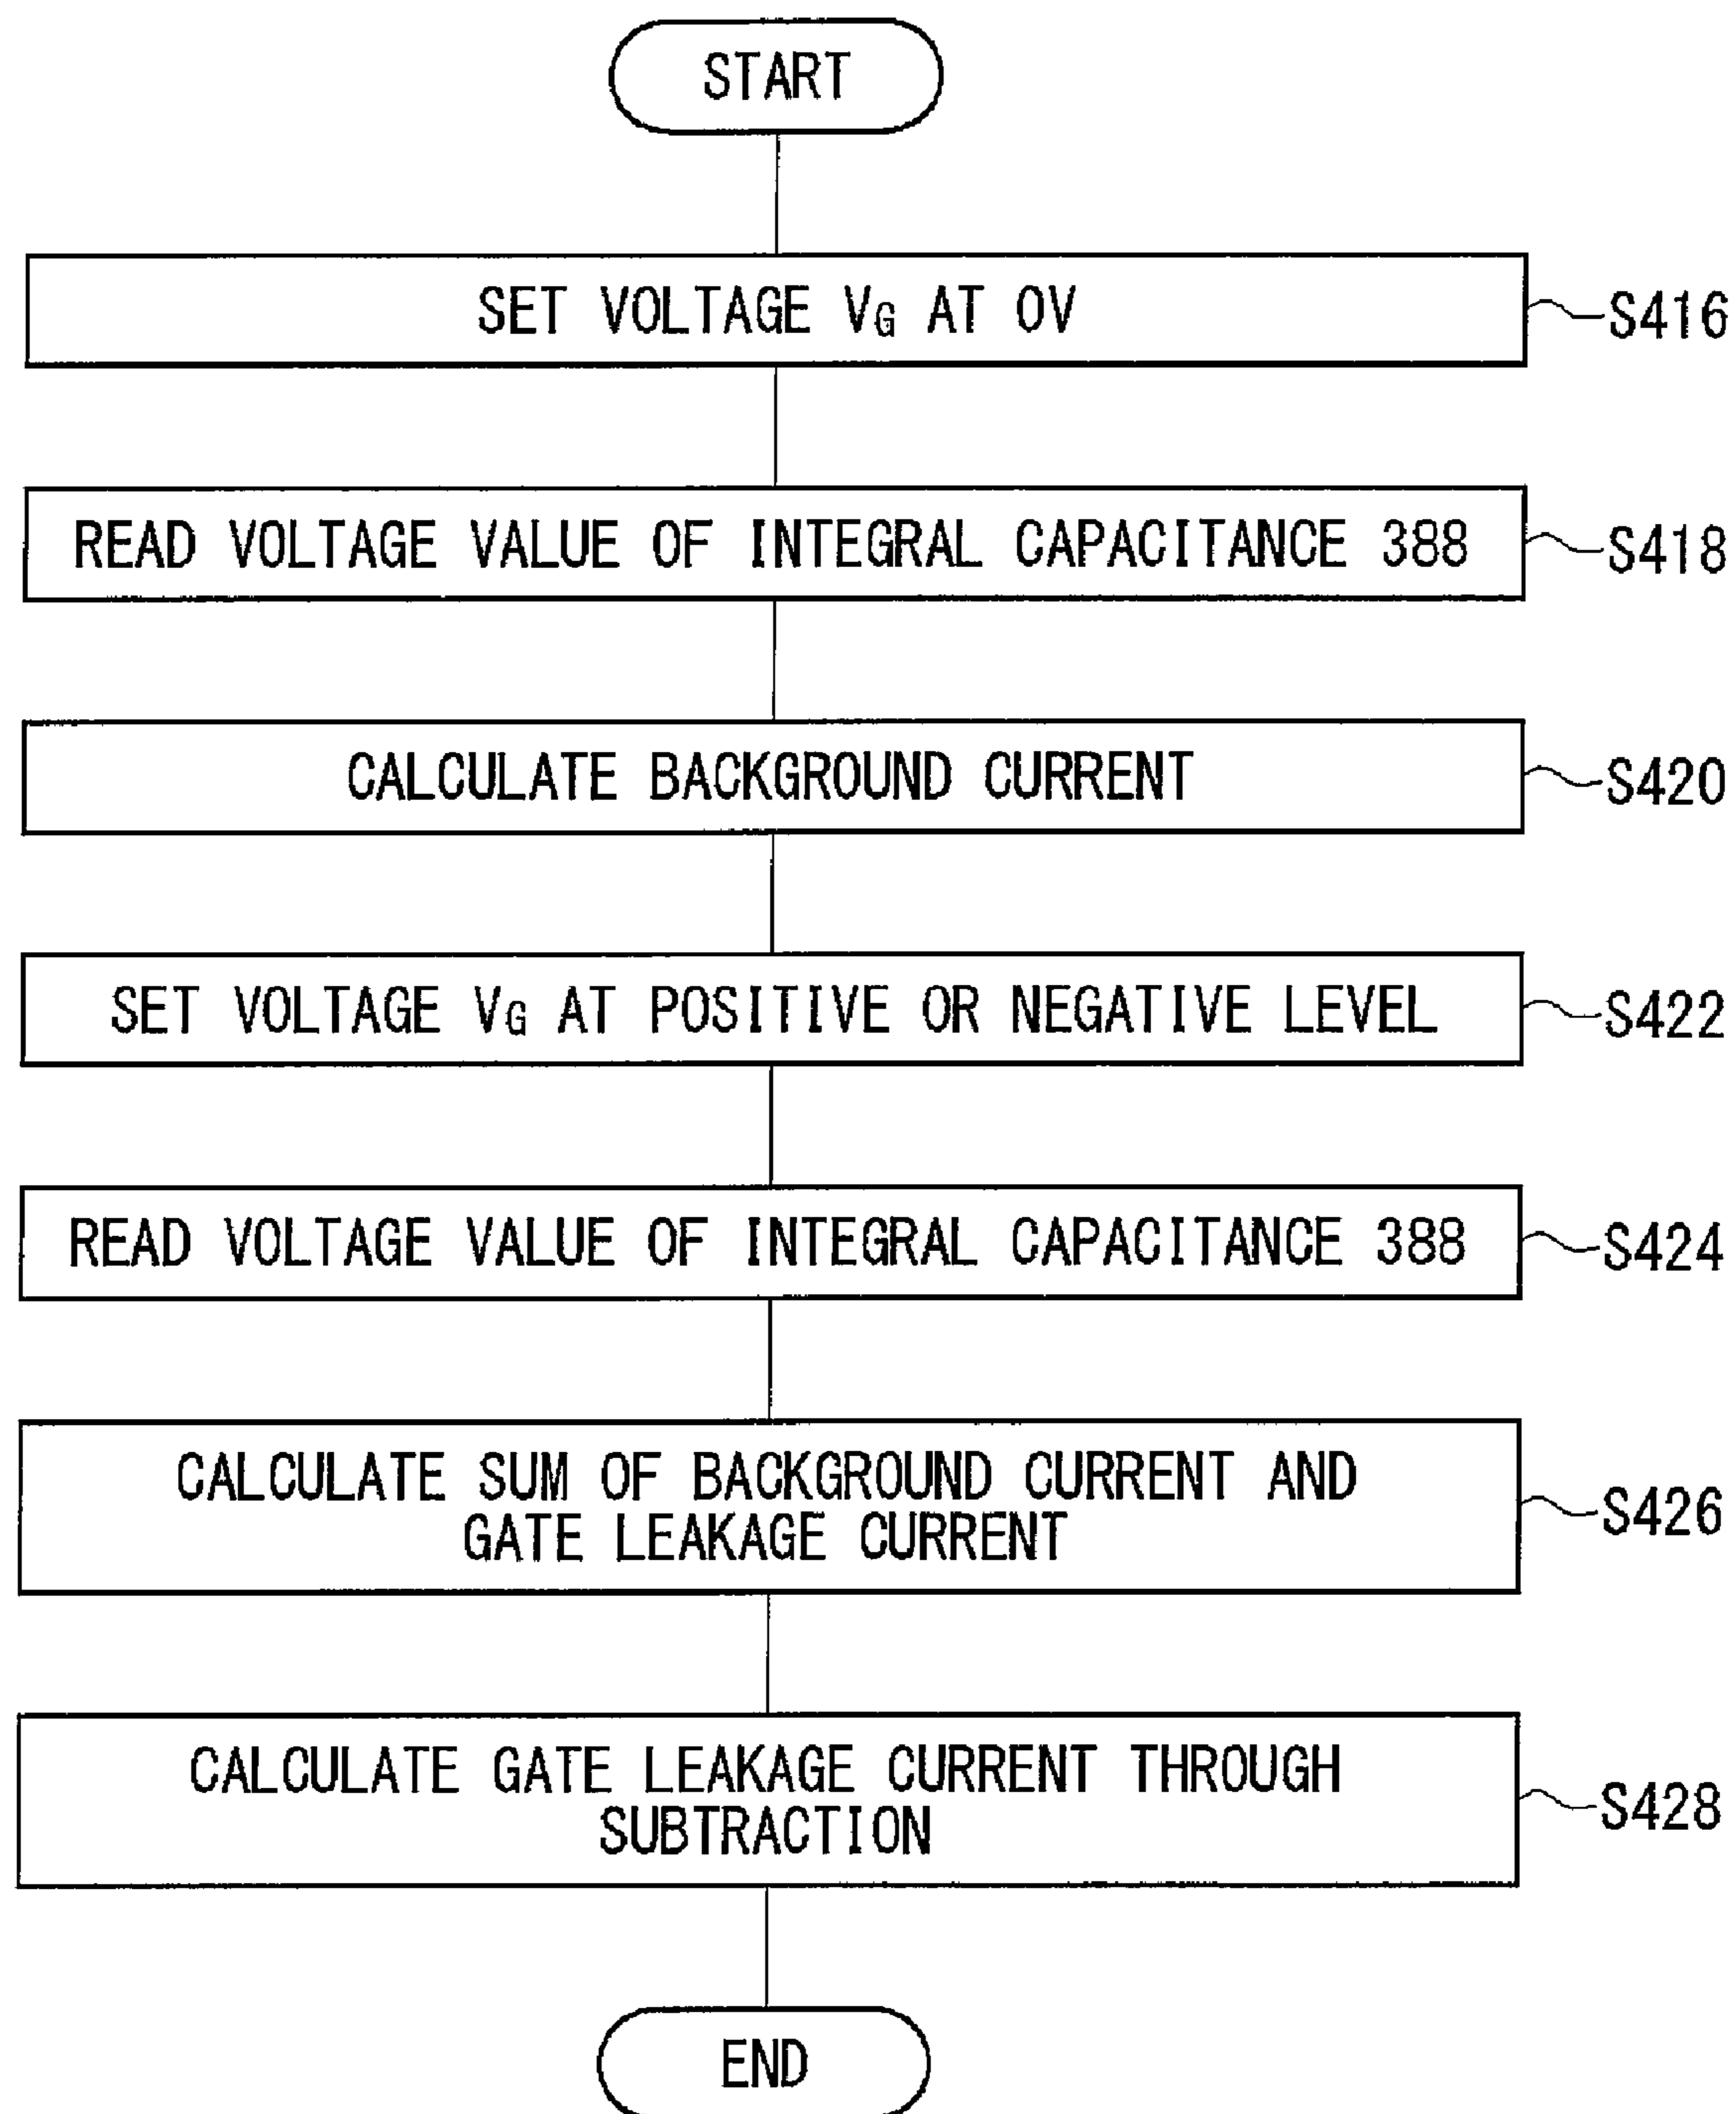 START
SET VOLTAGE VG AT 0V
S416
READ VOLTAGE VALUE OF INTEGRAL CAPACITANCE 388
S418
CALCULATE BACKGROUND CURRENT
S420
SET VOLTAGE VG AT POSITIVE OR NEGATIVE LEVEL
S422
READ VOLTAGE VALUE OF INTEGRAL CAPACITANCE 388
S424
CALCULATE SUM OF BACKGROUND CURRENT AND
GATE LEAKAGE CURRENT
S426
CALCULATE GATE LEAKAGE CURRENT THROUGH
SUBTRACTION
S428
END